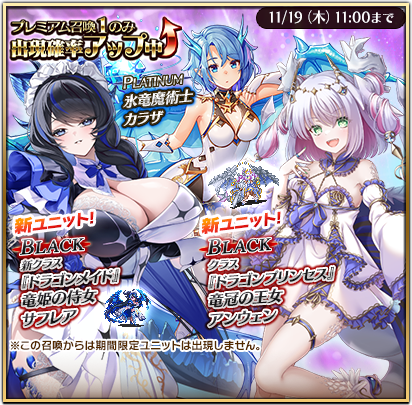 プレミアム召喚1のみ
出現確率アップ中
11/19（木）11:00まで
PLATINUM
氷竜魔術士
カラザ
新ユニット!
BLACK
新クラス
『ドラゴンメイド』
竜姫の侍女
サフレア
新ユニット!
BLACK
クラス
『ドラゴンプリンセス』
竜冠の王女
アンウェン
※この召喚からは期間限定ユニットは出現しません。